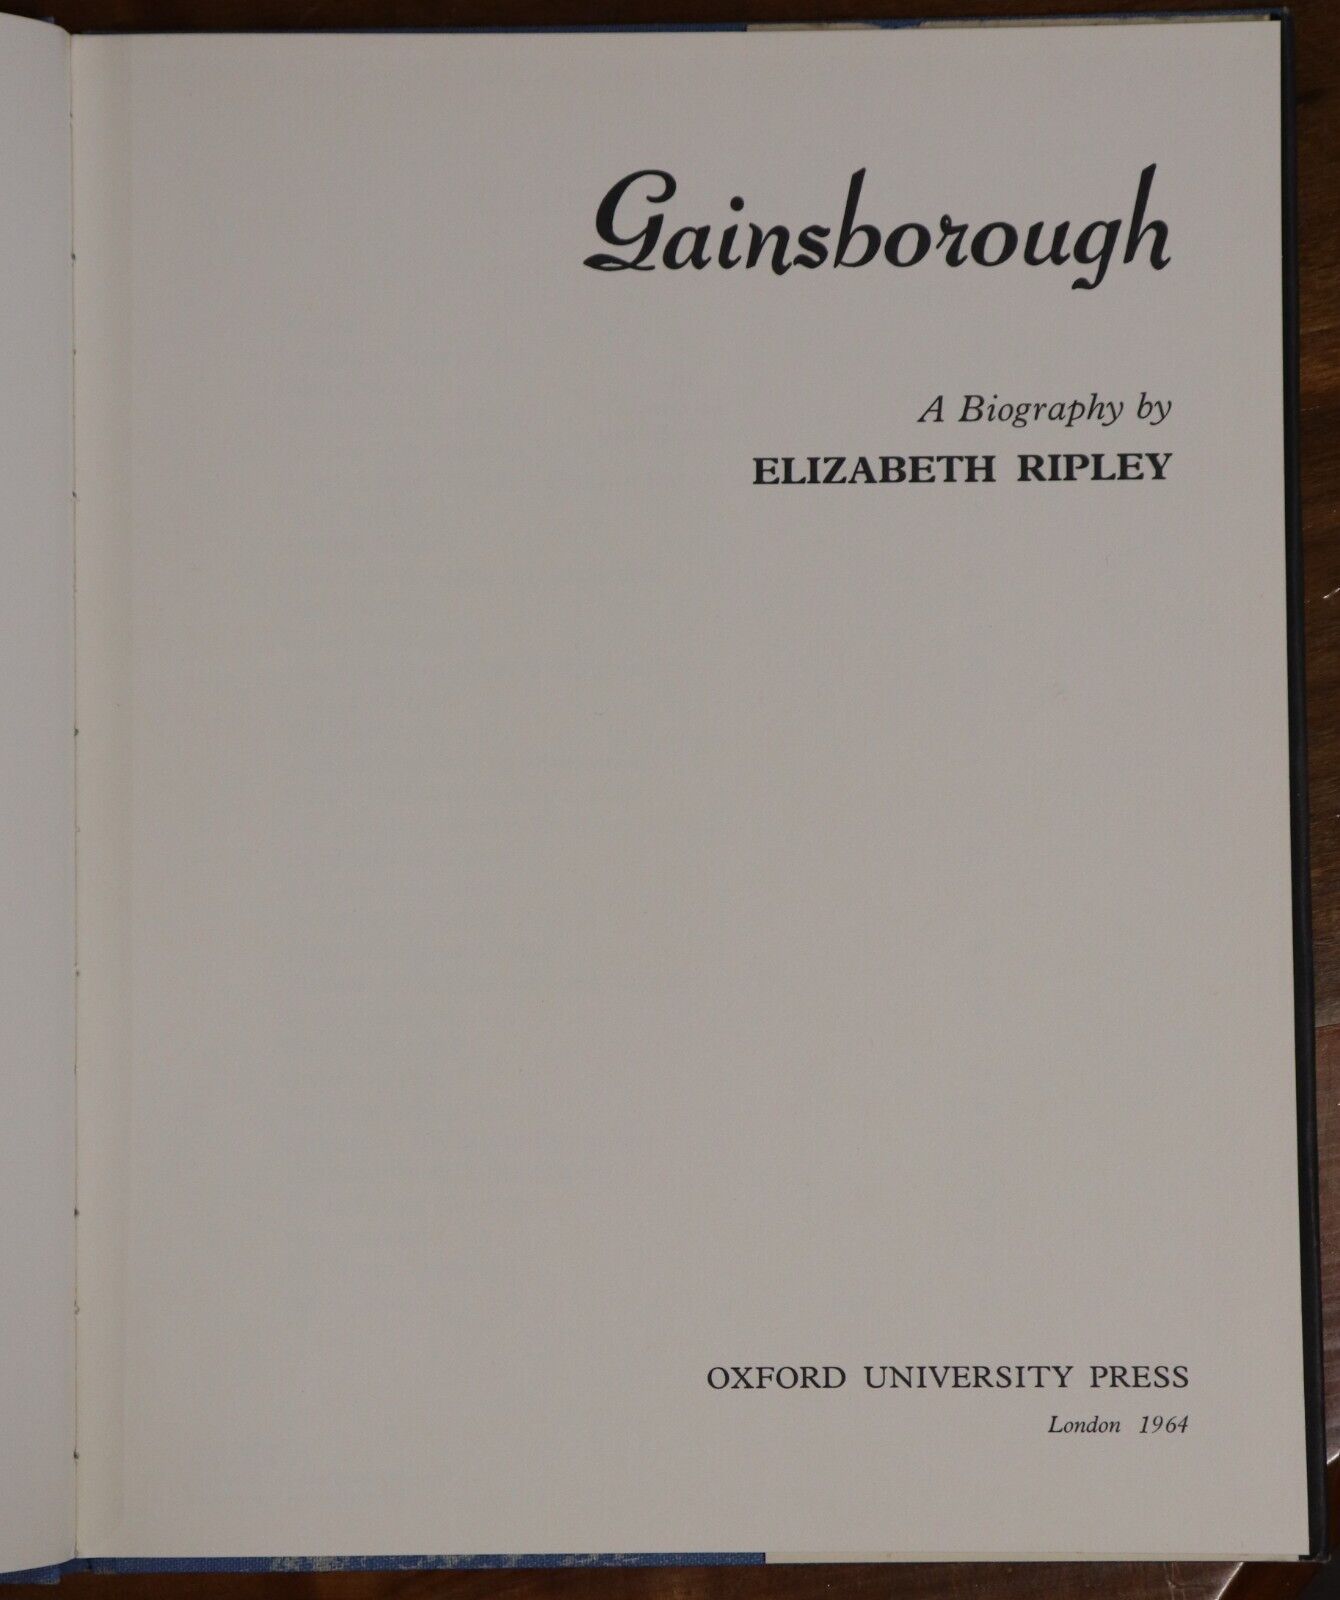 Gainsborough
A Biography by
ELIZABETH RIPLEY
OXFORD UNIVERSITY PRESS
London 1964